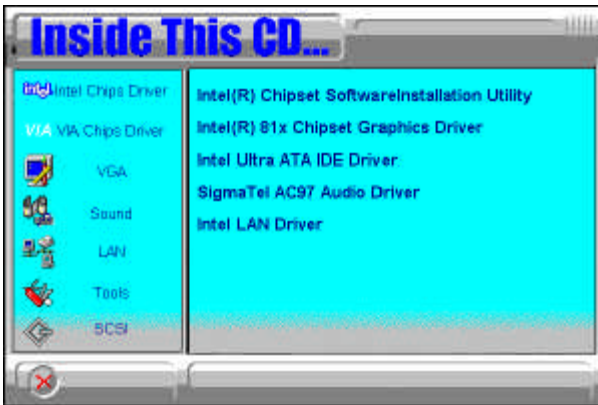 Inside This CD...
intel Intel Chips Driver
VIA VIA Chips Driver
VGA
Sound
LAN
Tools
SCSI
Intel(R) Chipset SoftwareInstallation Utility
Intel(R) 81x Chipset Graphics Driver
Intel Ultra ATA IDE Driver
SigmaTel AC97 Audio Driver
Intel LAN Driver